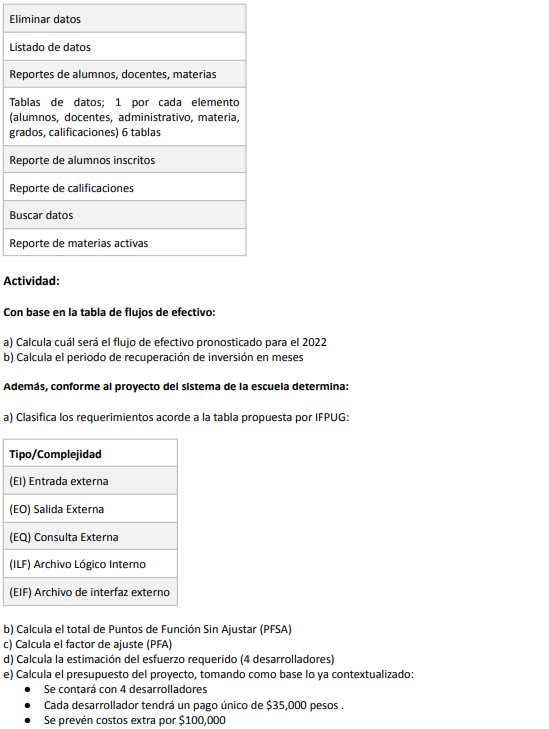 Eliminar datos
Listado de datos
Reportes de alumnos, docentes, materias
Tablas de datos; 1 por cada elemento
(alumnos, docentes, administrativo, materia,
grados, calificaciones) 6 tablas
Reporte de alumnos inscritos
Reporte de calificaciones
Buscar datos
Reporte de materias activas
Actividad:
Con base en la tabla de flujos de efectivo:
a) Calcula cuál será el flujo de efectivo pronosticado para el 2022
b) Calcula el periodo de recuperación de inversión en meses
Además, conforme al proyecto del sistema de la escuela determina:
a) Clasifica los requerimientos acorde a la tabla propuesta por IFPUG:
Tipo/Complejidad
(EI) Entrada externa
(EO) Salida Externa
(EQ) Consulta Externa
(ILF) Archivo Lógico Interno
(EIF) Archivo de interfaz externo
b) Calcula el total de Puntos de Función Sin Ajustar (PFSA)
c) Calcula el factor de ajuste (PFA)
d) Calcula la estimación del esfuerzo requerido (4 desarrolladores)
e) Calcula el presupuesto del proyecto, tomando como base lo ya contextualizado:
● Se contará con 4 desarrolladores
● Cada desarrollador tendrá un pago único de $35,000 pesos .
● Se prevén costos extra por $100,000